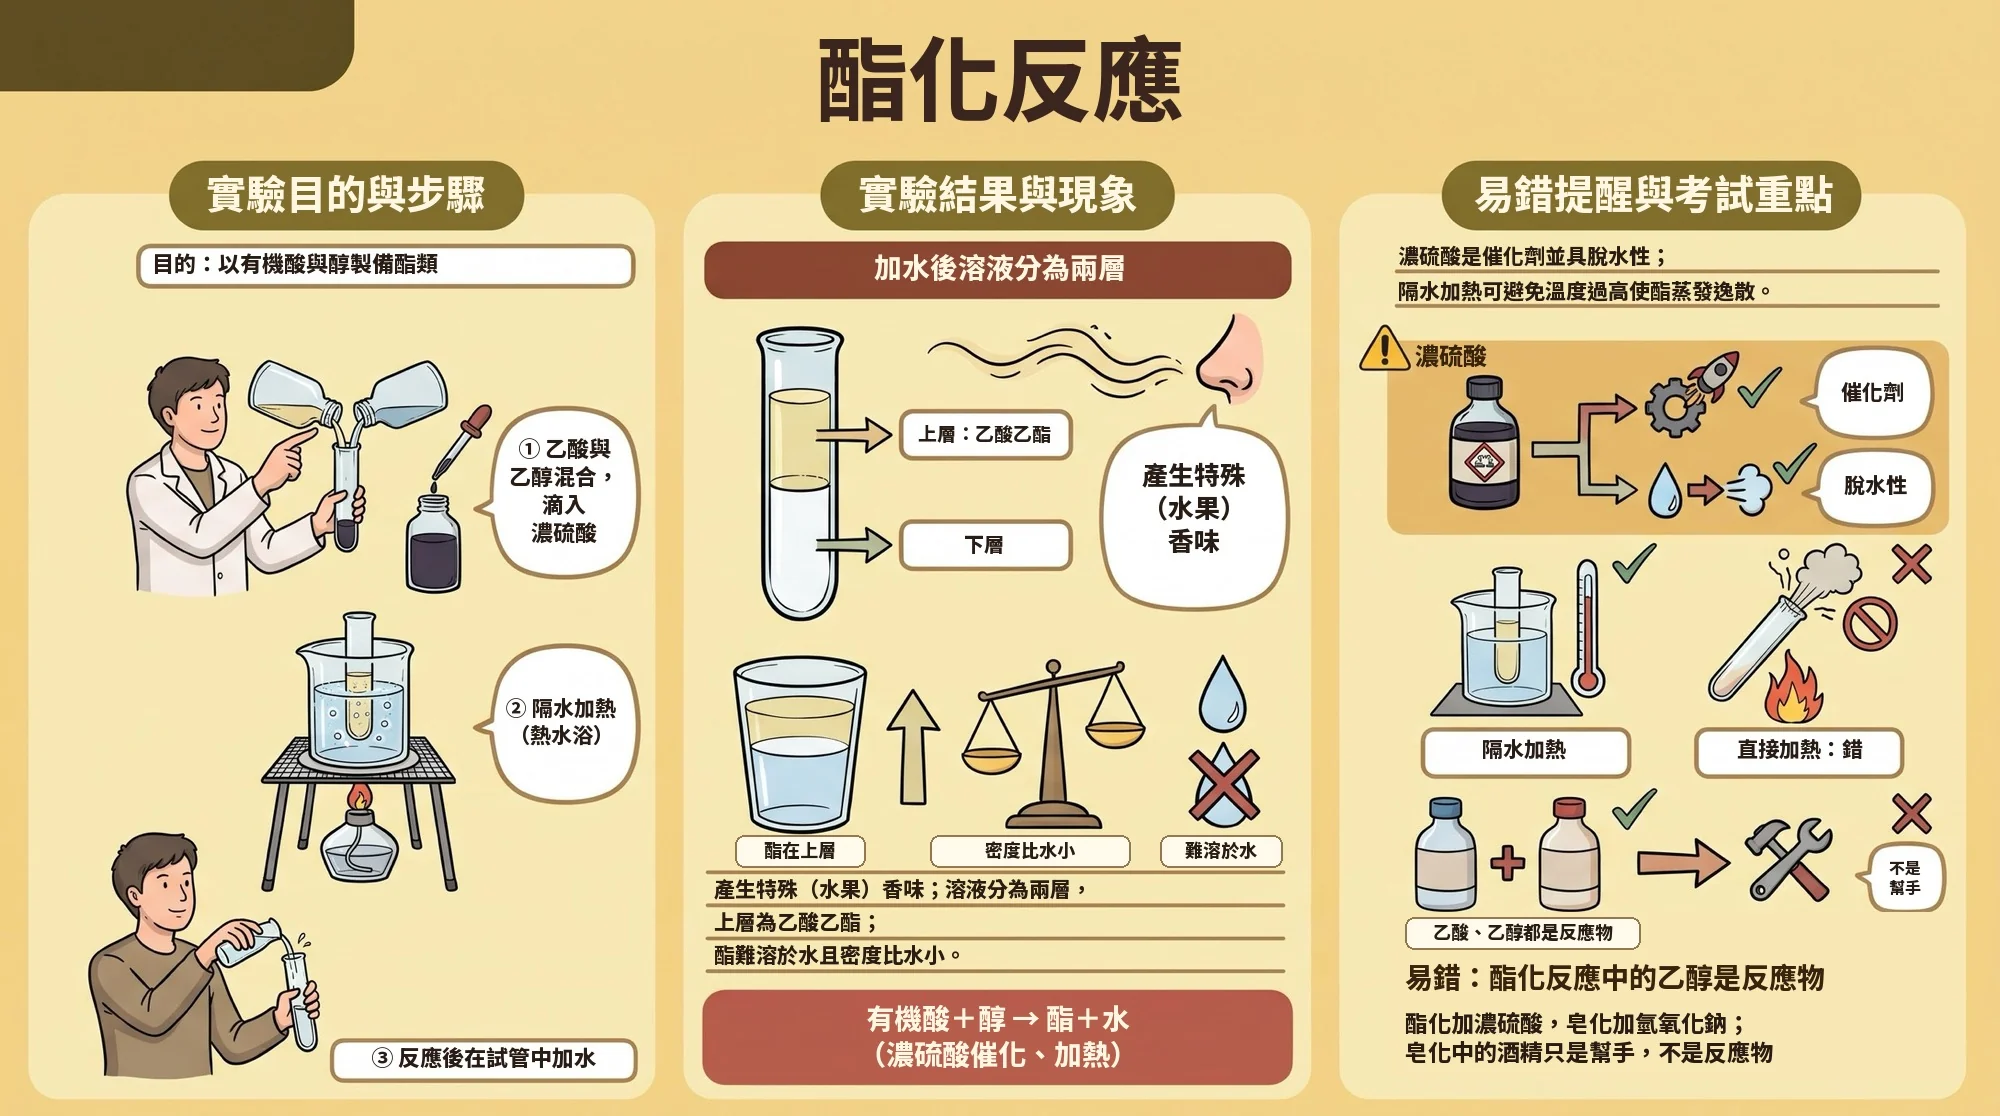 酯化反應
實驗目的與步驟
目的：以有機酸與醇製備酯類
① 乙酸與
乙醇混合，
滴入
濃硫酸
② 隔水加熱
（熱水浴）
③ 反應後在試管中加水
實驗結果與現象
加水後溶液分為兩層
上層：乙酸乙酯
下層
產生特殊
（水果）
香味
酯在上層
密度比水小
難溶於水
產生特殊（水果）香味；溶液分為兩層，
上層為乙酸乙酯；
酯難溶於水且密度比水小。
有機酸＋醇 → 酯＋水
（濃硫酸催化、加熱）
易錯提醒與考試重點
濃硫酸是催化劑並具脫水性；
隔水加熱可避免溫度過高使酯蒸發逸散。
濃硫酸
催化劑
脫水性
隔水加熱
直接加熱：錯
不是
幫手
乙酸、乙醇都是反應物
易錯：酯化反應中的乙醇是反應物
酯化加濃硫酸，皂化加氫氧化鈉；
皂化中的酒精只是幫手，不是反應物